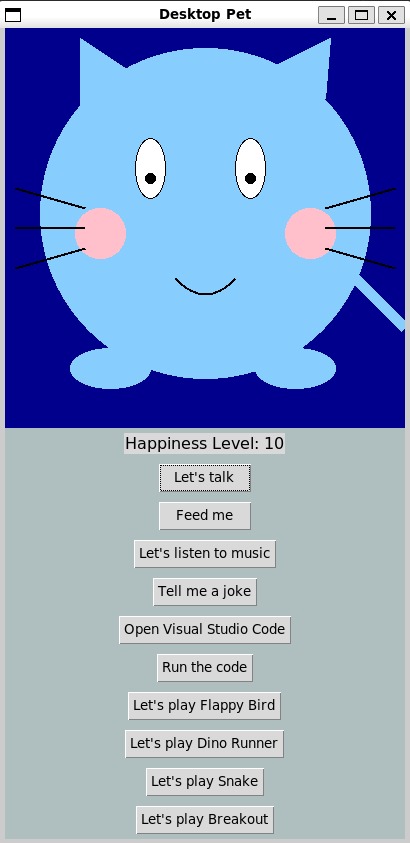 Desktop Pet
Happiness Level: 10
Let's talk
Feed me
Let's listen to music
Tell me a joke
Open Visual Studio Code
Run the code
Let's play Flappy Bird
Let's play Dino Runner
Let's play Snake
Let's play Breakout